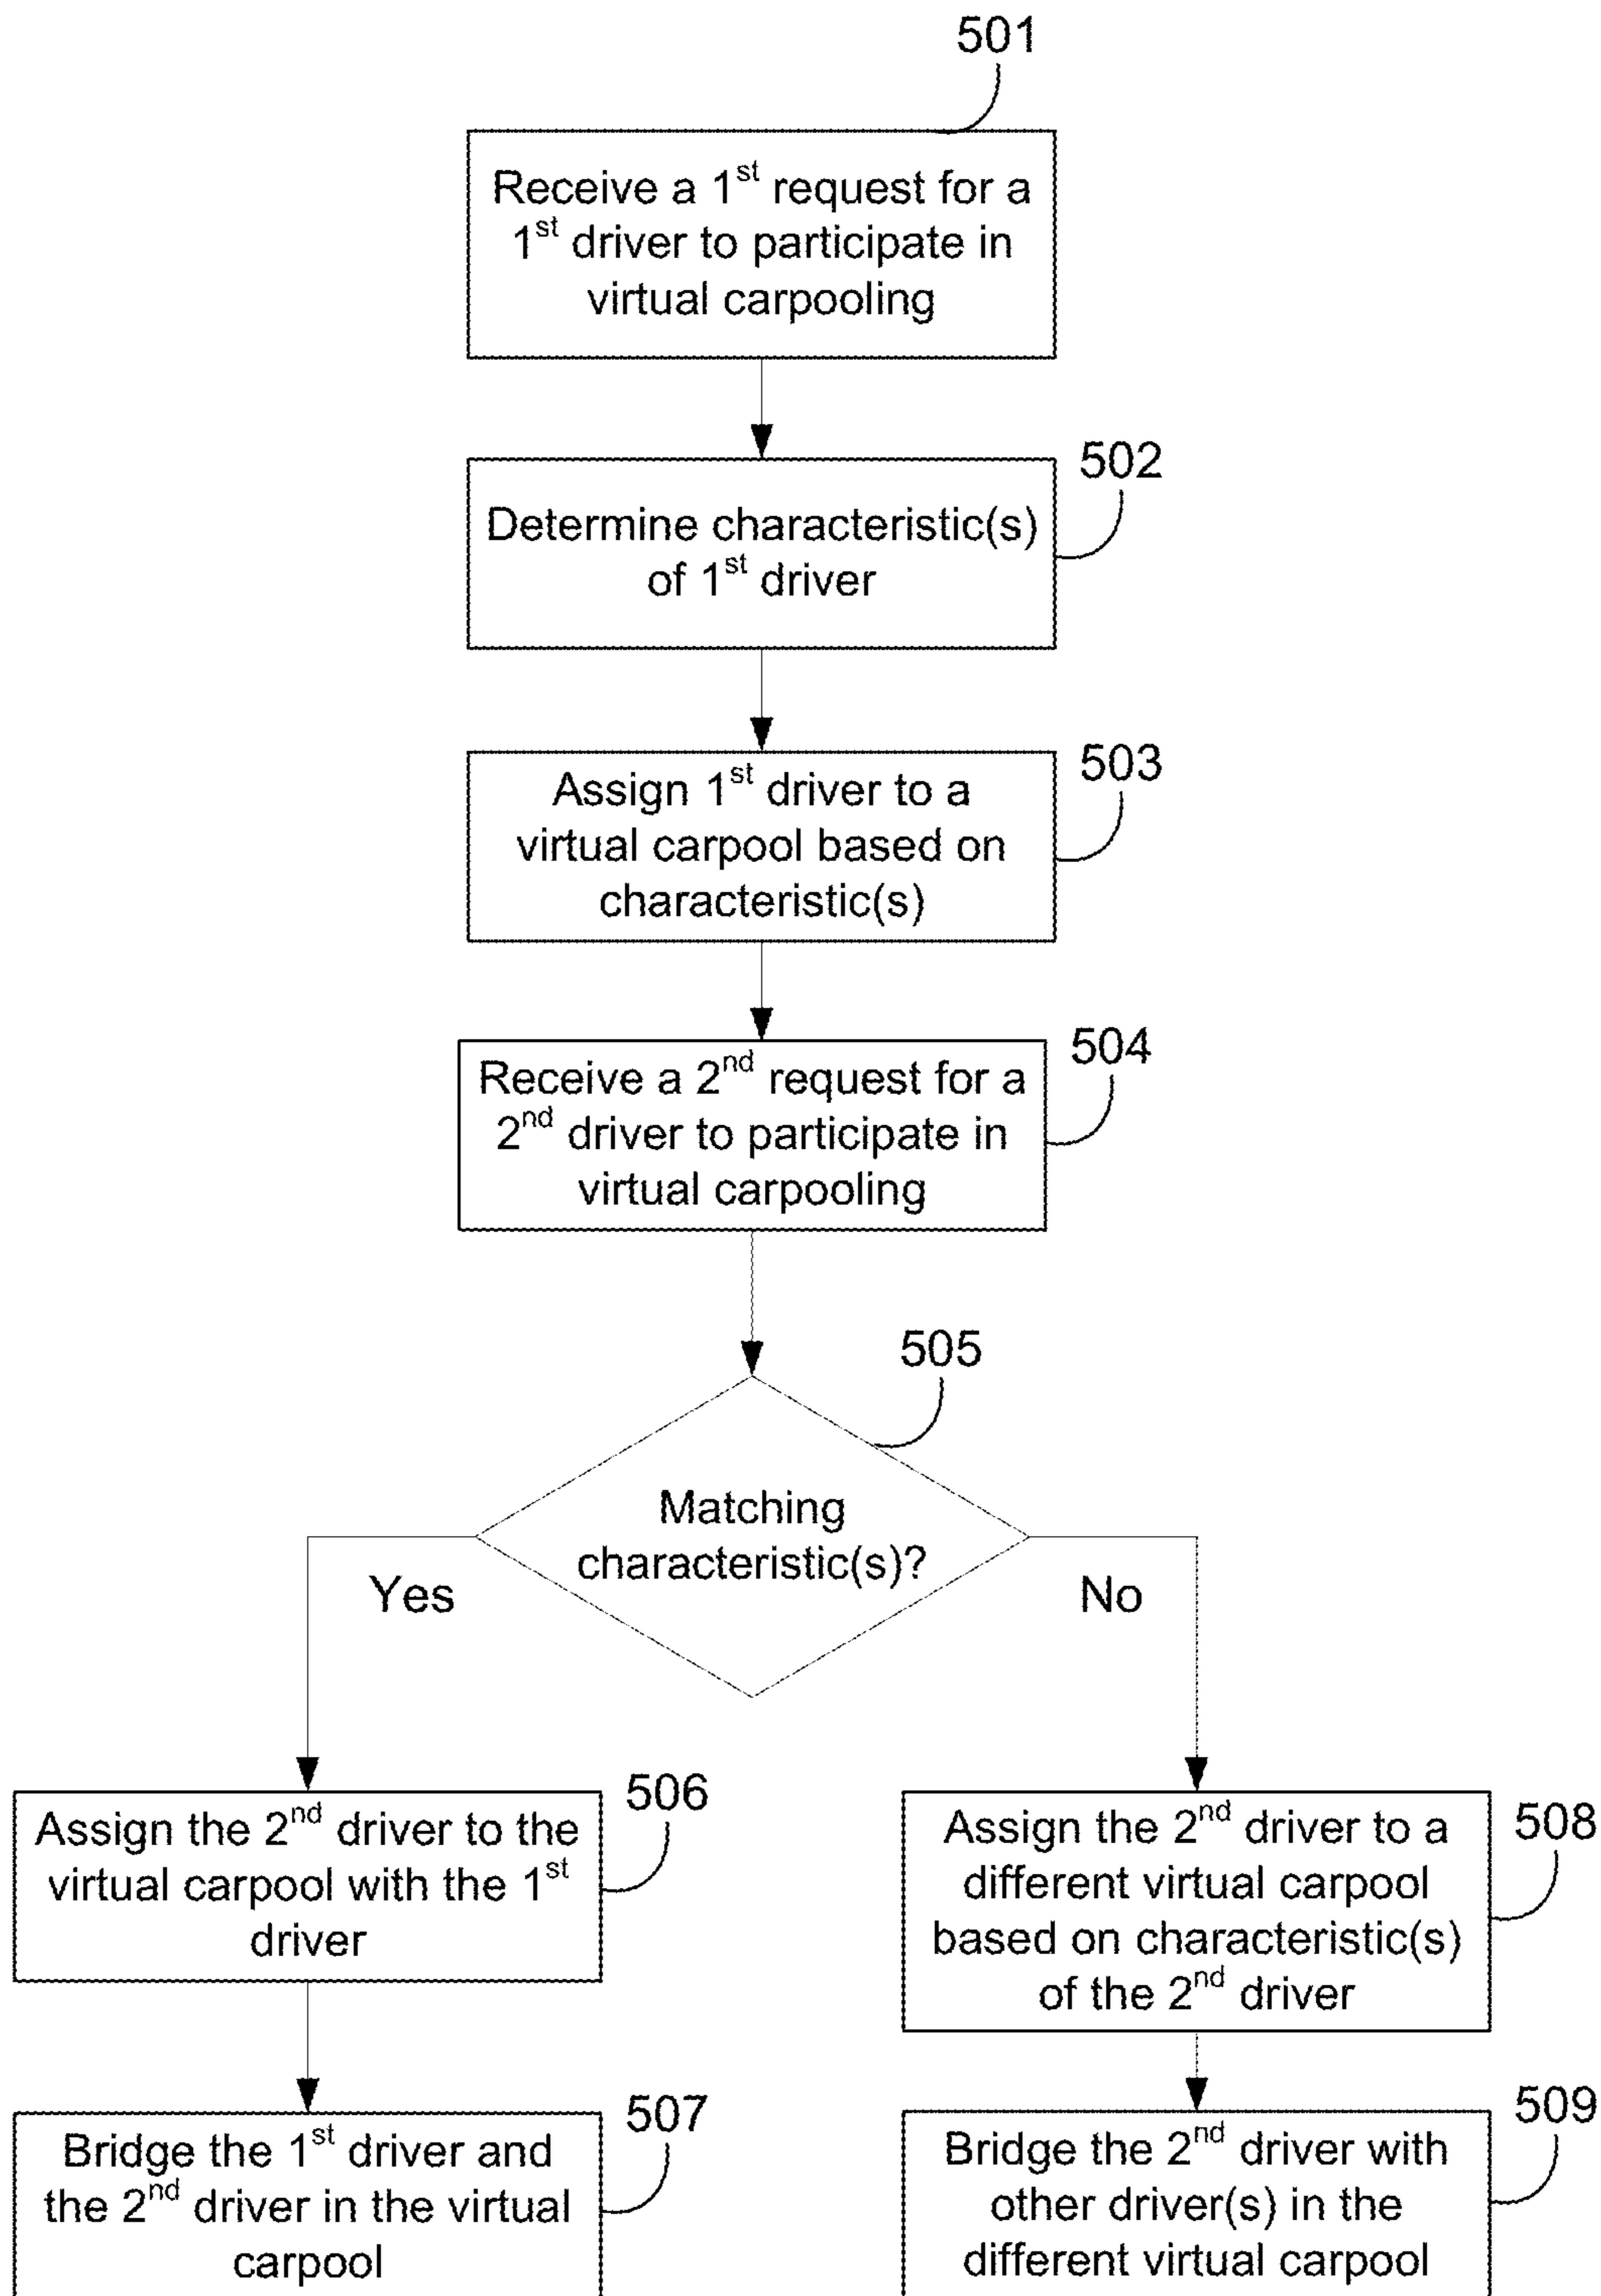 501
Receive a 1st request for a
1st driver to participate in
virtual carpooling
502
Determine characteristic(s)
of 1st driver
503
Assign 1st driver to a
virtual carpool based on
characteristic(s)
504
Receive a 2nd request for a
2nd driver to participate in
virtual carpooling
505
Matching
characteristic(s)?
Yes
No
506
Assign the 2nd driver to the
virtual carpool with the 1st
driver
508
Assign the 2nd driver to a
different virtual carpool
based on characteristic(s)
of the 2nd driver
507
Bridge the 1st driver and
the 2nd driver in the virtual
carpool
509
Bridge the 2nd driver with
other driver(s) in the
different virtual carpool